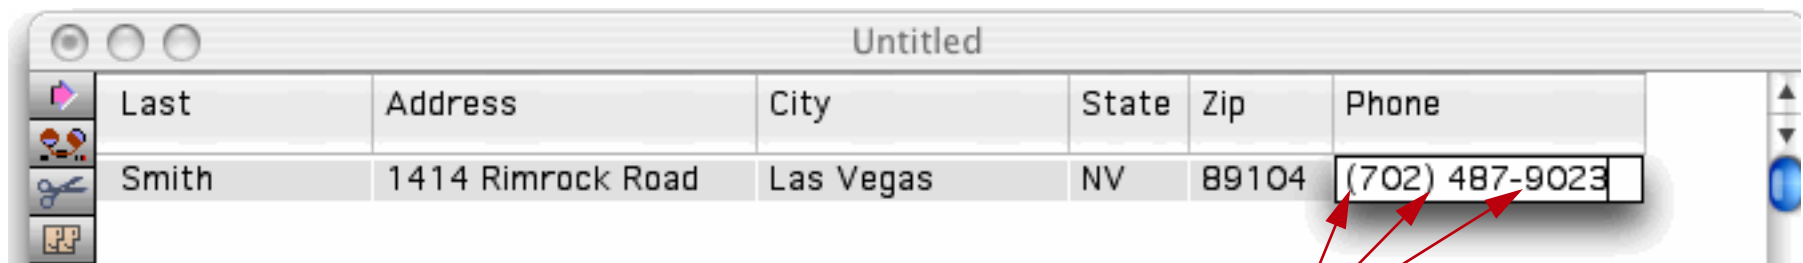 Untitled
Last Address City State Zip Phone
Smith 1414 Rimrock Road Las Vegas NV 89104 (702) 487-9023